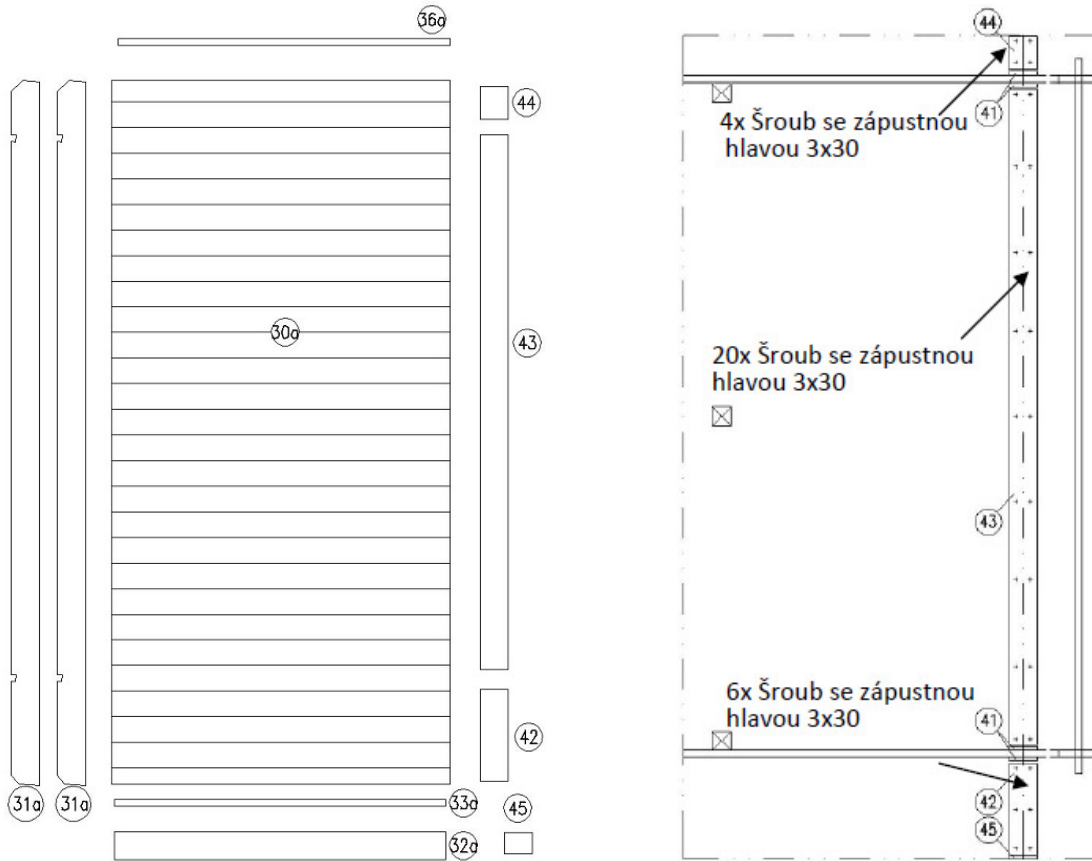 36a
44
43
30a
42
31a
31a
33a
45
32a
44
41
4x Šroub se zápustnou
hlavou 3x30
20x Šroub se zápustnou
hlavou 3x30
43
6x Šroub se zápustnou
hlavou 3x30
41
42
45